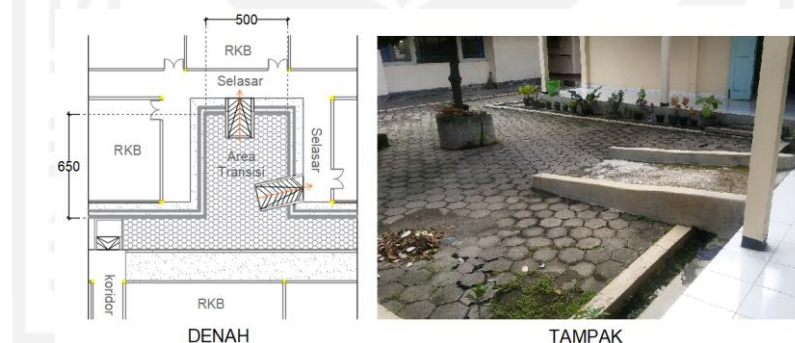 500
RKB
Selasar
RKB
650
Area
Transisi
Selasar
koridor
RKB
DENAH
TAMPAK